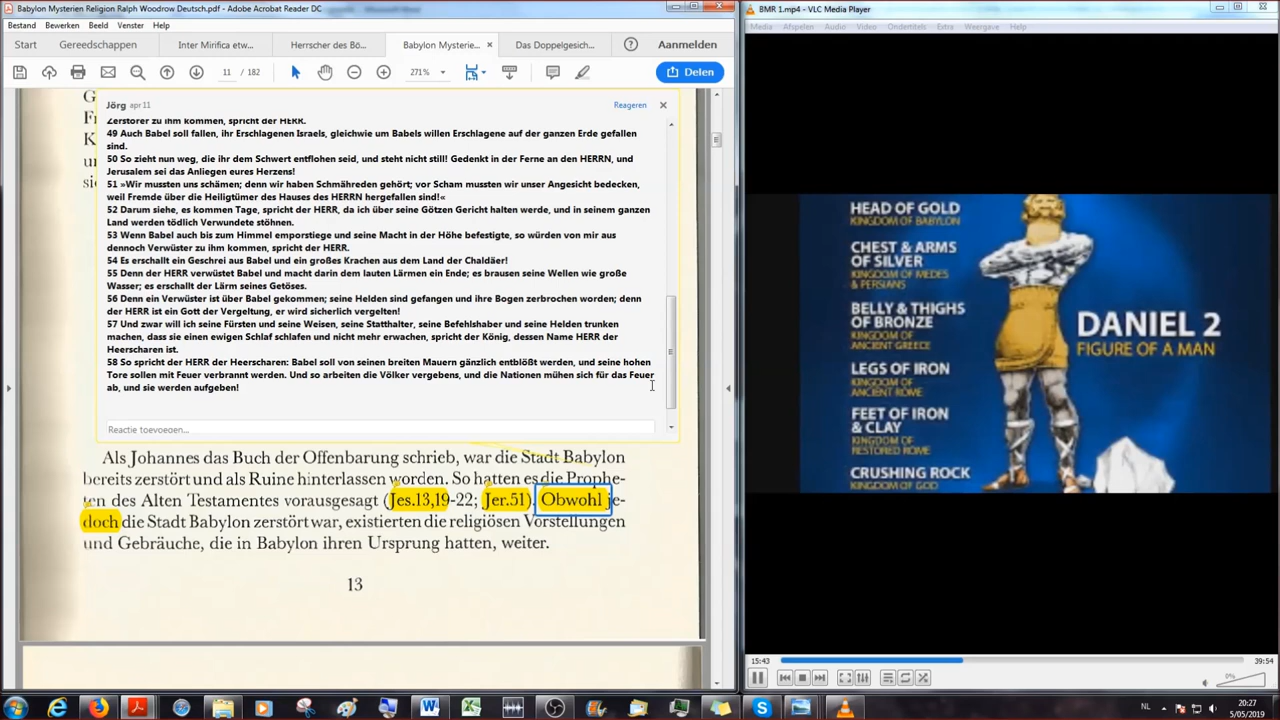 Babylon Mysterien Religion Ralph Woodrow Deutsch.pdf - Adobe Acrobat Reader DC
Bestand Bewerken Beeld Venster Help
Start Gereedschappen Inter Mirifica etw... Herrscher des Bö... Babylon Mysterie... × Das Doppelgesich... Aanmelden
11 / 182 271% Delen
Jörg apr 11 Reageren
Zerstörer zu ihm kommen, spricht der HERR.
49 Auch Babel soll fallen, ihr Erschlagenen Israels, gleichwie um Babels willen Erschlagene auf der ganzen Erde gefallen
sind.
50 So zieht nun weg, die ihr dem Schwert entflohen seid, und steht nicht still! Gedenkt in der Ferne an den HERRN, und
Jerusalem sei das Anliegen eures Herzens!
51 »Wir mussten uns schämen; denn wir haben Schmähreden gehört; vor Scham mussten wir unser Angesicht bedecken,
weil Fremde über die Heiligtümer des Hauses des HERRN hergefallen sind!«
52 Darum siehe, es kommen Tage, spricht der HERR, da ich über seine Götzen Gericht halten werde, und in seinem ganzen
Land werden tödlich Verwundete stöhnen.
53 Wenn Babel auch bis zum Himmel emporstiege und seine Macht in der Höhe befestigte, so würden von mir aus
dennoch Verwüster zu ihm kommen, spricht der HERR.
54 Es erschallt ein Geschrei aus Babel und ein großes Krachen aus dem Land der Chaldäer!
55 Denn der HERR verwüstet Babel und macht darin dem lauten Lärmen ein Ende; es brausen seine Wellen wie große
Wasser; es erschallt der Lärm seines Getöses.
56 Denn ein Verwüster ist über Babel gekommen; seine Helden sind gefangen und ihre Bogen zerbrochen worden; denn
der HERR ist ein Gott der Vergeltung, er wird sicherlich vergelten!
57 Und zwar will ich seine Fürsten und seine Weisen, seine Statthalter, seine Befehlshaber und seine Helden trunken
machen, dass sie einen ewigen Schlaf schlafen und nicht mehr erwachen, spricht der König, dessen Name HERR der
Heerscharen ist.
58 So spricht der HERR der Heerscharen: Babel soll von seinen breiten Mauern gänzlich entblößt werden, und seine hohen
Tore sollen mit Feuer verbrannt werden. Und so arbeiten die Völker vergebens, und die Nationen mühen sich für das Feuer
ab, und sie werden aufgeben!
Reactie toevoegen...
Als Johannes das Buch der Offenbarung schrieb, war die Stadt Babylon
bereits zerstört und als Ruine hinterlassen worden. So hatten es die Prophe-
ten des Alten Testamentes vorausgesagt (Jes.13,19-22; Jer.51). Obwohl je-
doch die Stadt Babylon zerstört war, existierten die religiösen Vorstellungen
und Gebräuche, die in Babylon ihren Ursprung hatten, weiter.
13
BMR 1.mp4 - VLC Media Player
Media Afspelen Audio Video Ondertitels Extra Weergave Help
HEAD OF GOLD
KINGDOM OF BABYLON
CHEST & ARMS
OF SILVER
KINGDOM OF MEDES
& PERSIANS
BELLY & THIGHS
OF BRONZE
KINGDOM OF
ANCIENT GREECE
LEGS OF IRON
KINGDOM OF
ANCIENT ROME
FEET OF IRON
& CLAY
KINGDOM OF
RESTORED ROME
CRUSHING ROCK
KINGDOM OF GOD
DANIEL 2
FIGURE OF A MAN
15:43 39:54
0%
NL 20:27
5/05/2019